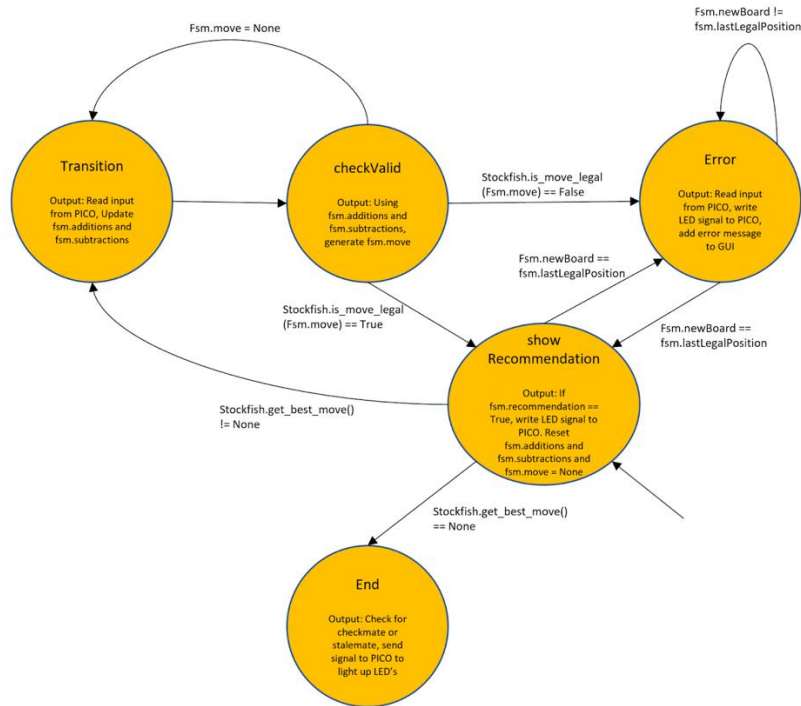 Fsm.newBoard !=
fsm.lastLegalPosition
Fsm.move = None
Transition
Output: Read input
from PICO, Update
fsm.additions and
fsm.subtractions
checkValid
Output: Using
fsm.additions and
fsm.subtractions,
generate fsm.move
Stockfish.is_move_legal
(Fsm.move) == False
Error
Output: Read input
from PICO, write
LED signal to PICO,
add error message
to GUI
Fsm.newBoard ==
fsm.lastLegalPosition
Stockfish.is_move_legal
(Fsm.move) == True
Fsm.newBoard ==
fsm.lastLegalPosition
show
Recommendation
Output: If
fsm.recommendation ==
True, write LED signal to
PICO. Reset
fsm.additions and
fsm.subtractions and
fsm.move = None
Stockfish.get_best_move()
!= None
Stockfish.get_best_move()
== None
End
Output: Check for
checkmate or
stalemate, send
signal to PICO to
light up LED's